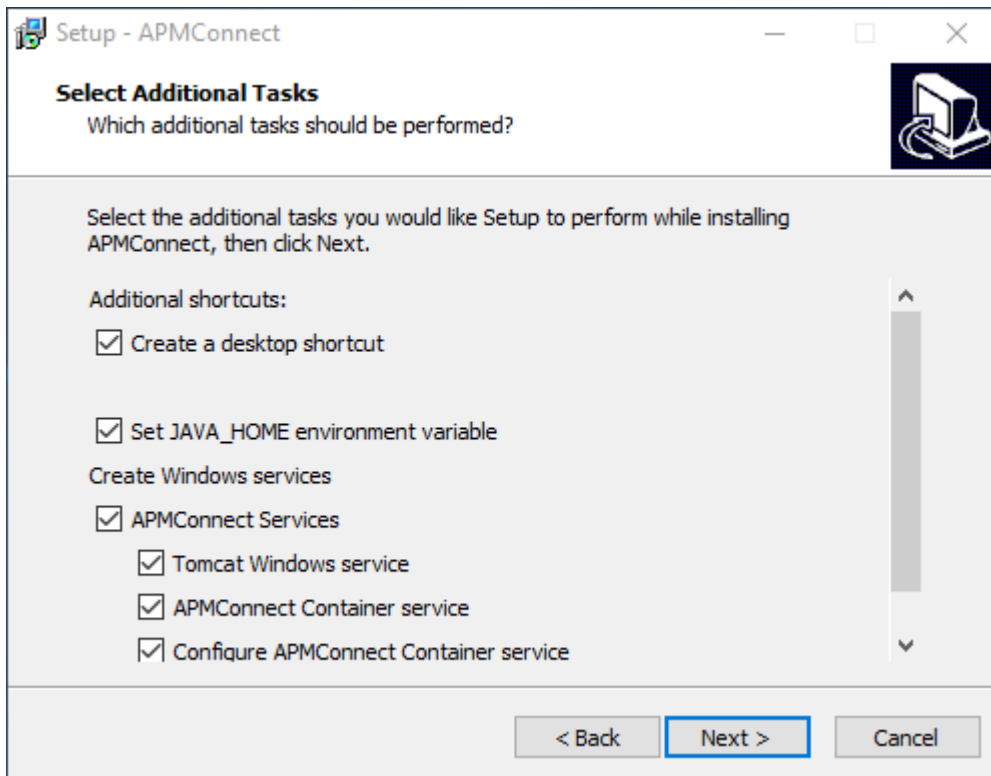 Setup - APMConnect
Select Additional Tasks
Which additional tasks should be performed?
Select the additional tasks you would like Setup to perform while installing
APMConnect, then click Next.
Additional shortcuts:
Create a desktop shortcut
Set JAVA_HOME environment variable
Create Windows services
APMConnect Services
Tomcat Windows service
APMConnect Container service
Configure APMConnect Container service
< Back Next > Cancel